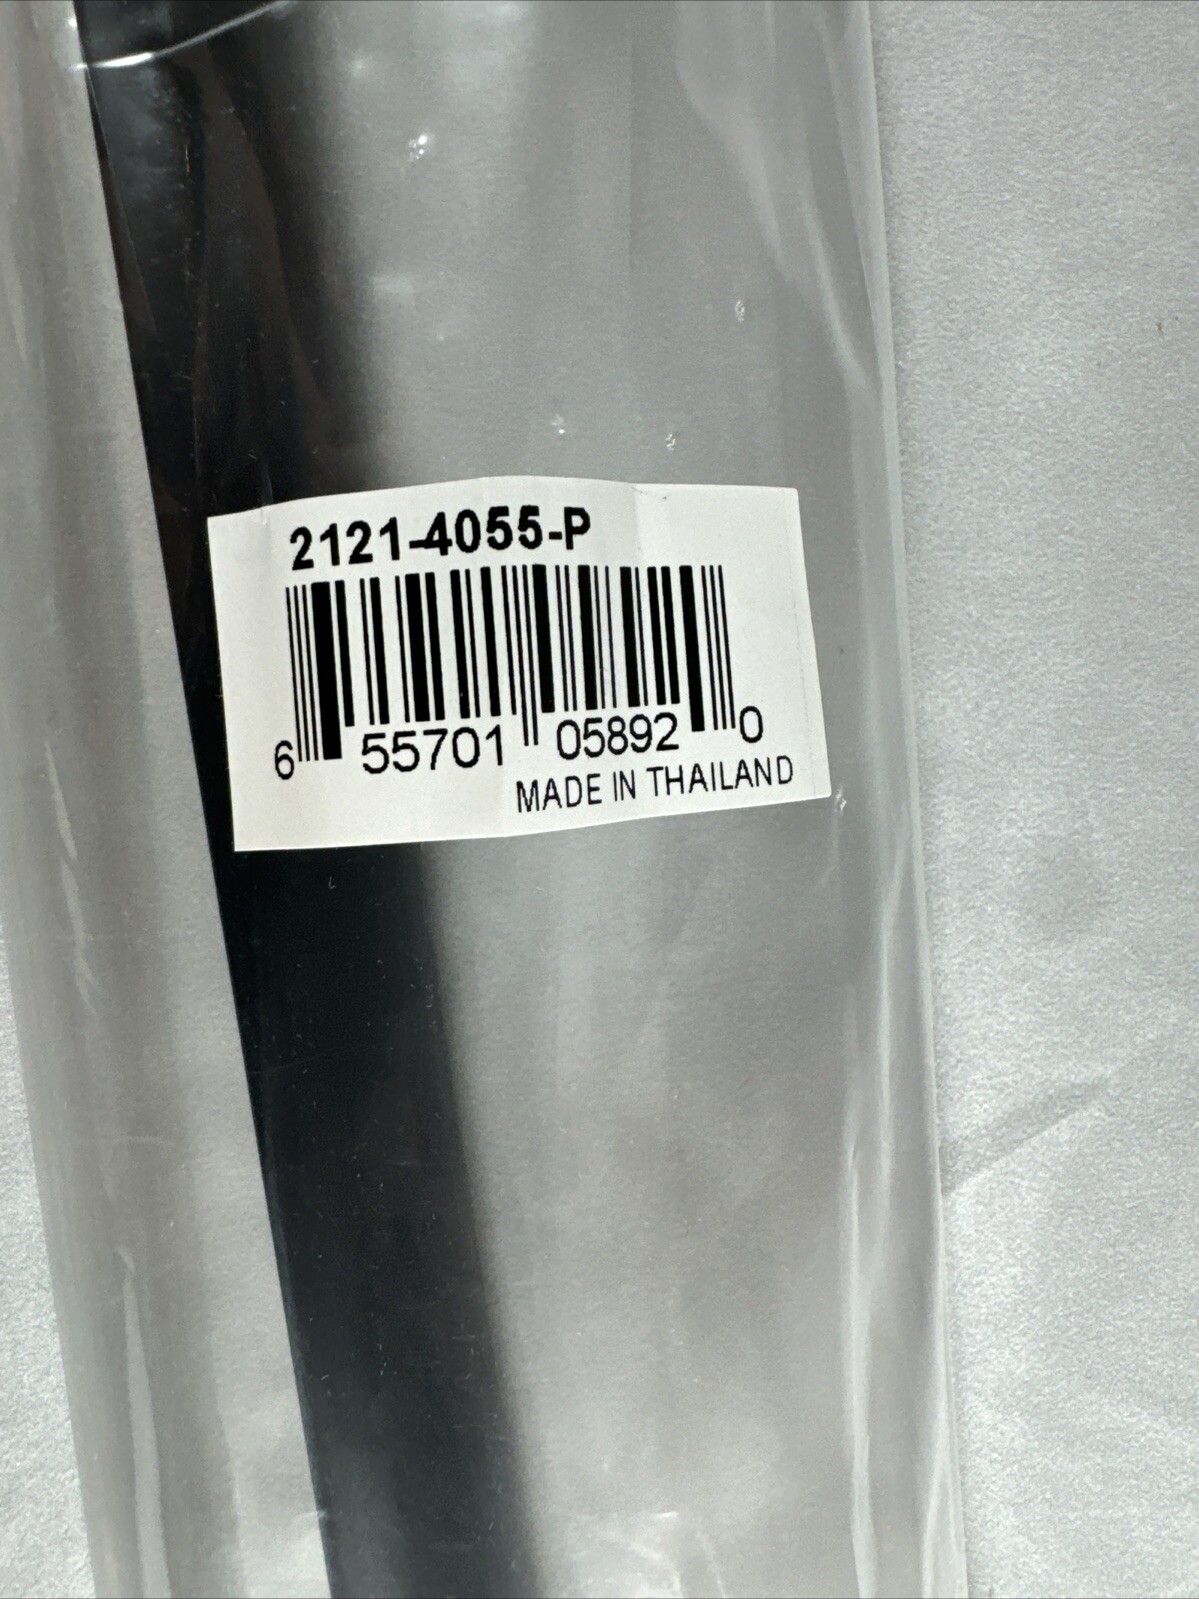 2121-4055-P
6 55701 05892 0
MADE IN THAILAND